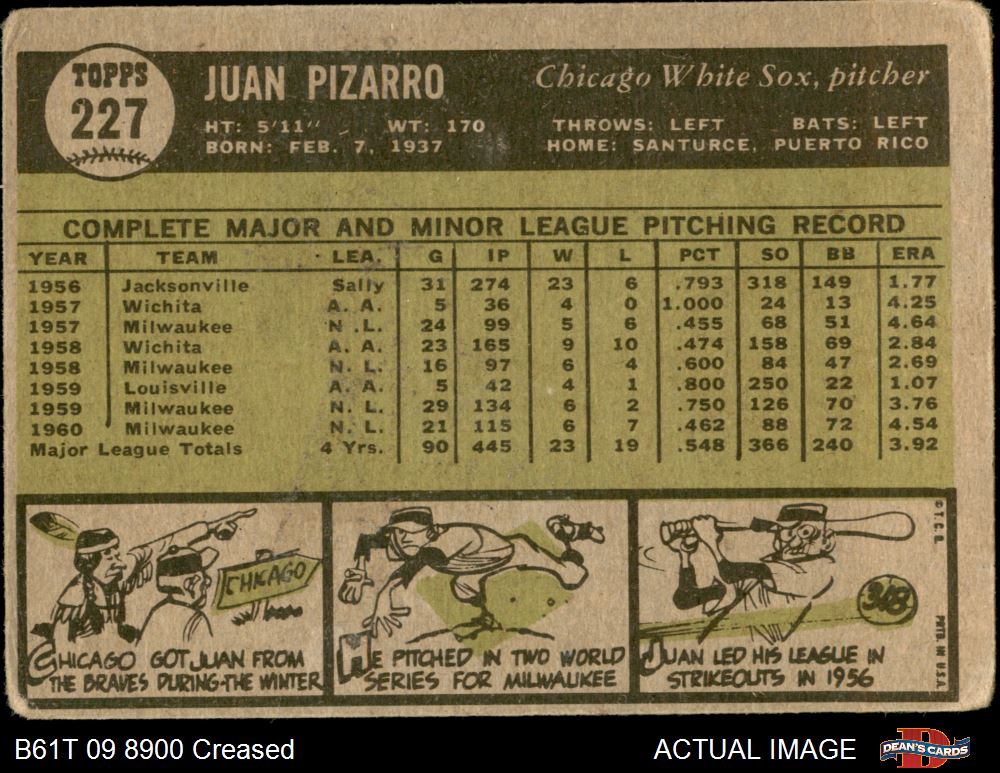 TOPPS
227
JUAN PIZARRO
Chicago White Sox, pitcher
HT: 5'11" WT: 170 THROWS: LEFT BATS: LEFT
BORN: FEB. 7, 1937 HOME: SANTURCE, PUERTO RICO
COMPLETE MAJOR AND MINOR LEAGUE PITCHING RECORD
YEAR TEAM LEA. G IP W L PCT SO BB ERA
1956 Jacksonville Sally 31 274 23 6 .793 318 149 1.77
1957 Wichita A. A. 5 36 4 0 1.000 24 13 4.25
1957 Milwaukee N. L. 24 99 5 6 .455 68 51 4.64
1958 Wichita A. A. 23 165 9 10 .474 158 69 2.84
1958 Milwaukee N. L. 16 97 6 4 .600 84 47 2.69
1959 Louisville A. A. 5 42 4 1 .800 250 22 1.07
1959 Milwaukee N. L. 29 134 6 2 .750 126 70 3.76
1960 Milwaukee N. L. 21 115 6 7 .462 88 72 4.54
Major League Totals 4 Yrs. 90 445 23 19 .548 366 240 3.92
CHICAGO
CHICAGO GOT JUAN FROM
THE BRAVES DURING THE WINTER
HE PITCHED IN TWO WORLD
SERIES FOR MILWAUKEE
318
JUAN LED HIS LEAGUE IN
STRIKEOUTS IN 1956
© T. C. G.
PRTD. IN U.S.A.
B61T 09 8900 Creased
ACTUAL IMAGE
DEAN'S CARDS